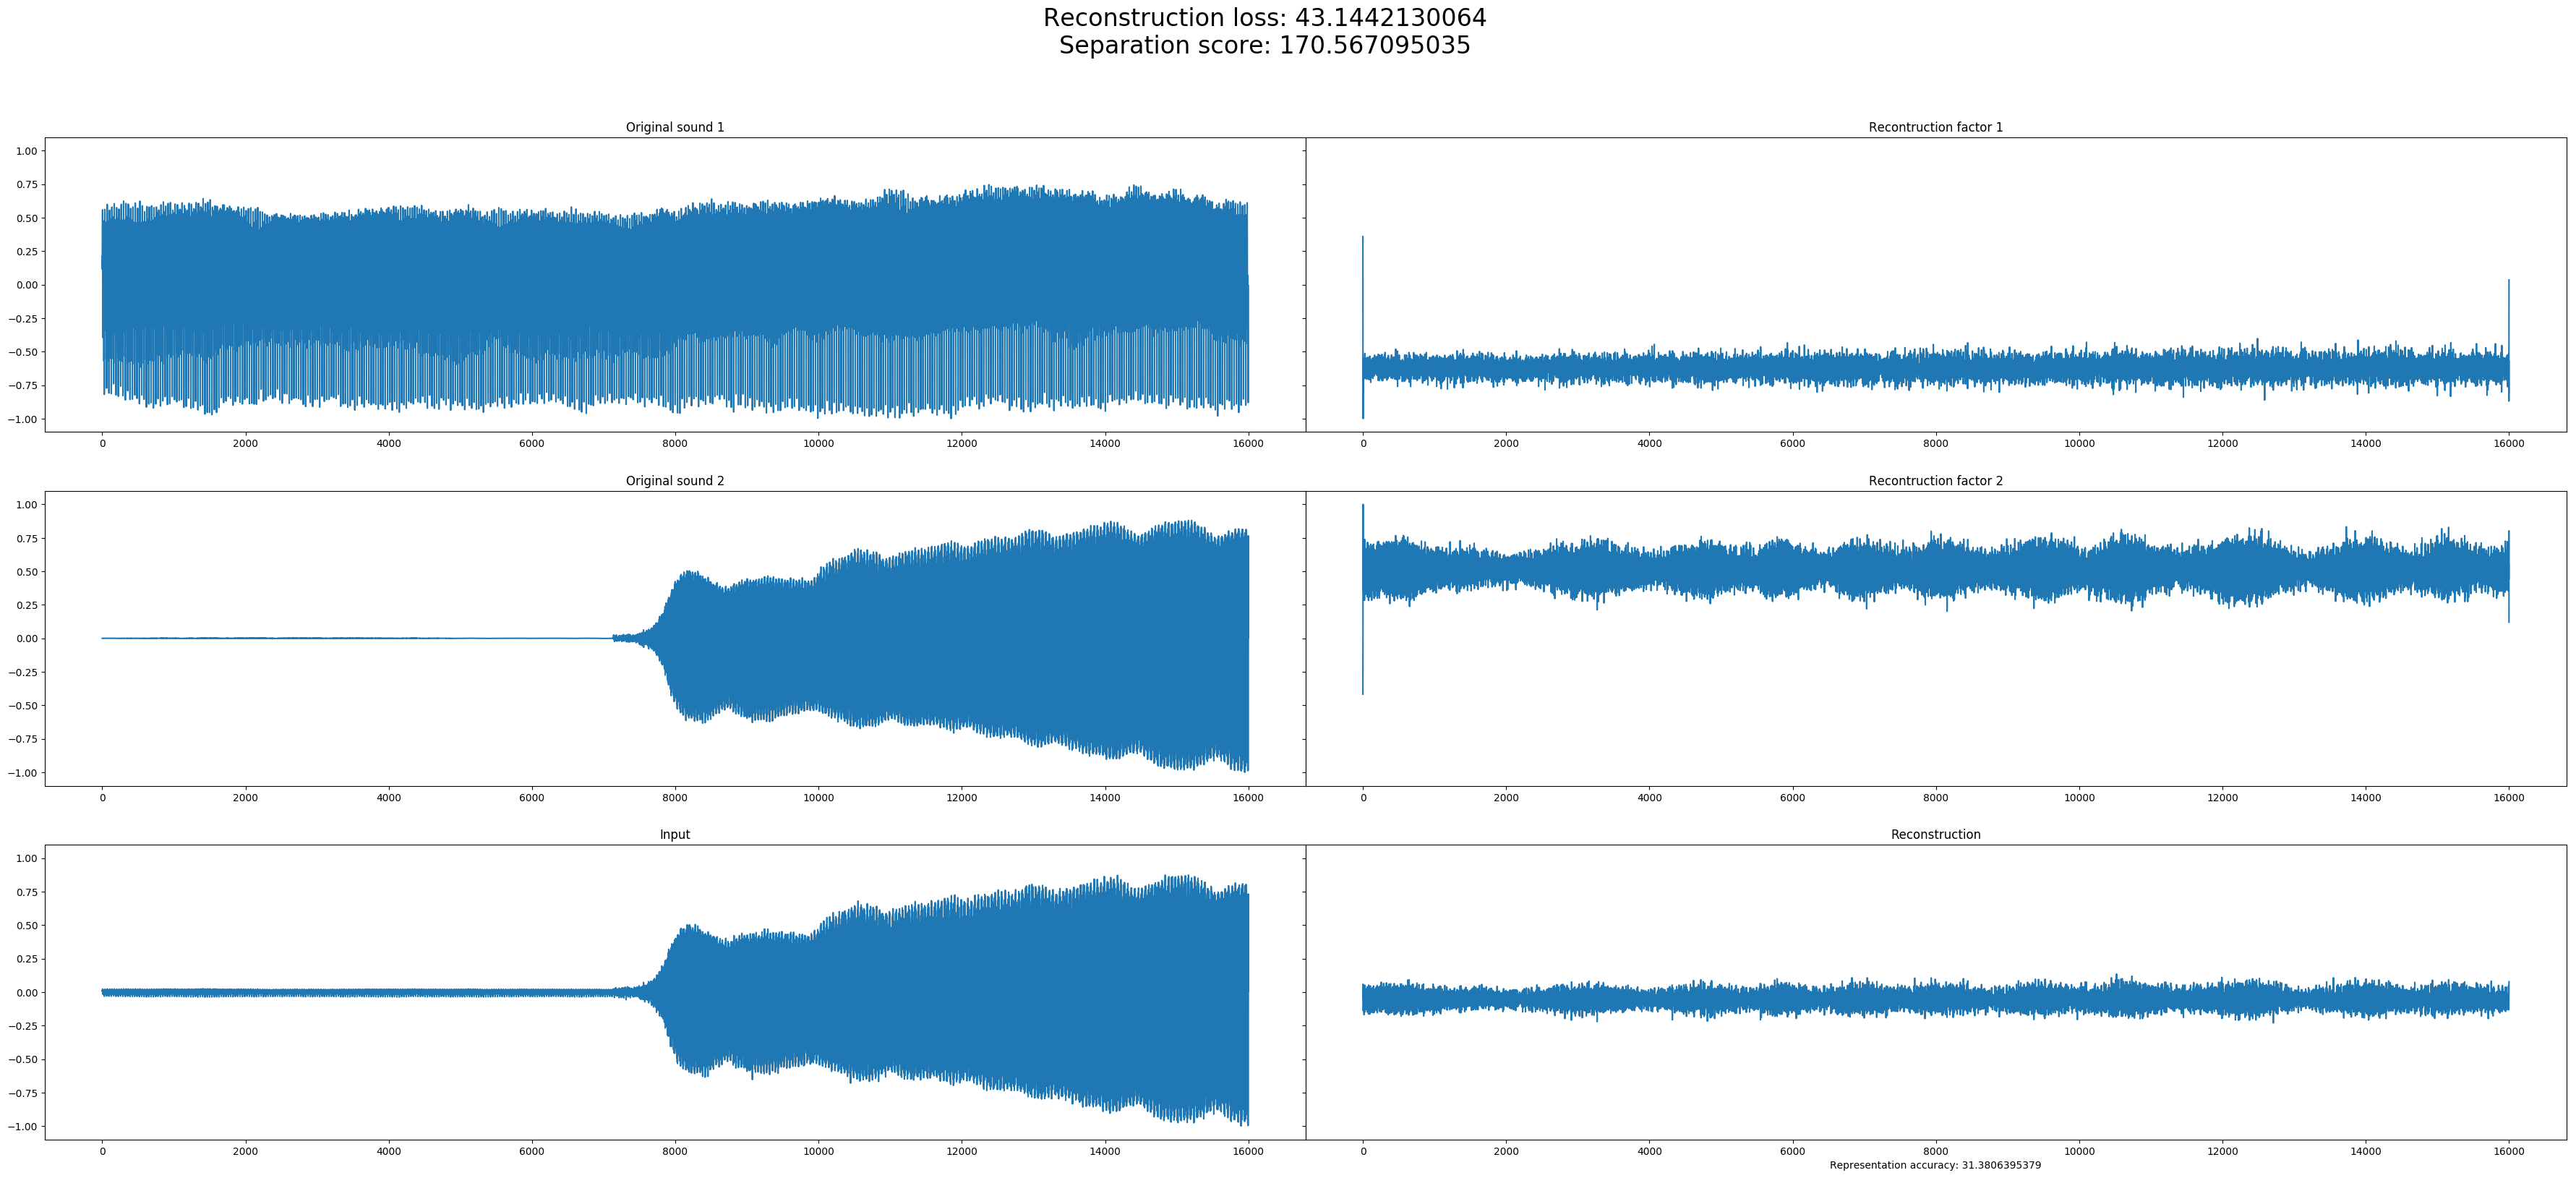 Reconstruction loss: 43.1442130064
Separation score: 170.567095035
Original sound 1
Recontruction factor 1
1.00
0.75
0.50
0.25
0.00
−0.25
−0.50
−0.75
−1.00
0 2000 4000 6000 8000 10000 12000 14000 16000
0 2000 4000 6000 8000 10000 12000 14000 16000
Original sound 2
Reconstruction factor 2
1.00
0.75
0.50
0.25
0.00
−0.25
−0.50
−0.75
−1.00
0 2000 4000 6000 8000 10000 12000 14000 16000
0 2000 4000 6000 8000 10000 12000 14000 16000
Input
Reconstruction
1.00
0.75
0.50
0.25
0.00
−0.25
−0.50
−0.75
−1.00
0 2000 4000 6000 8000 10000 12000 14000 16000
0 2000 4000 6000 8000 10000 12000 14000 16000
Representation accuracy: 31.3806395379